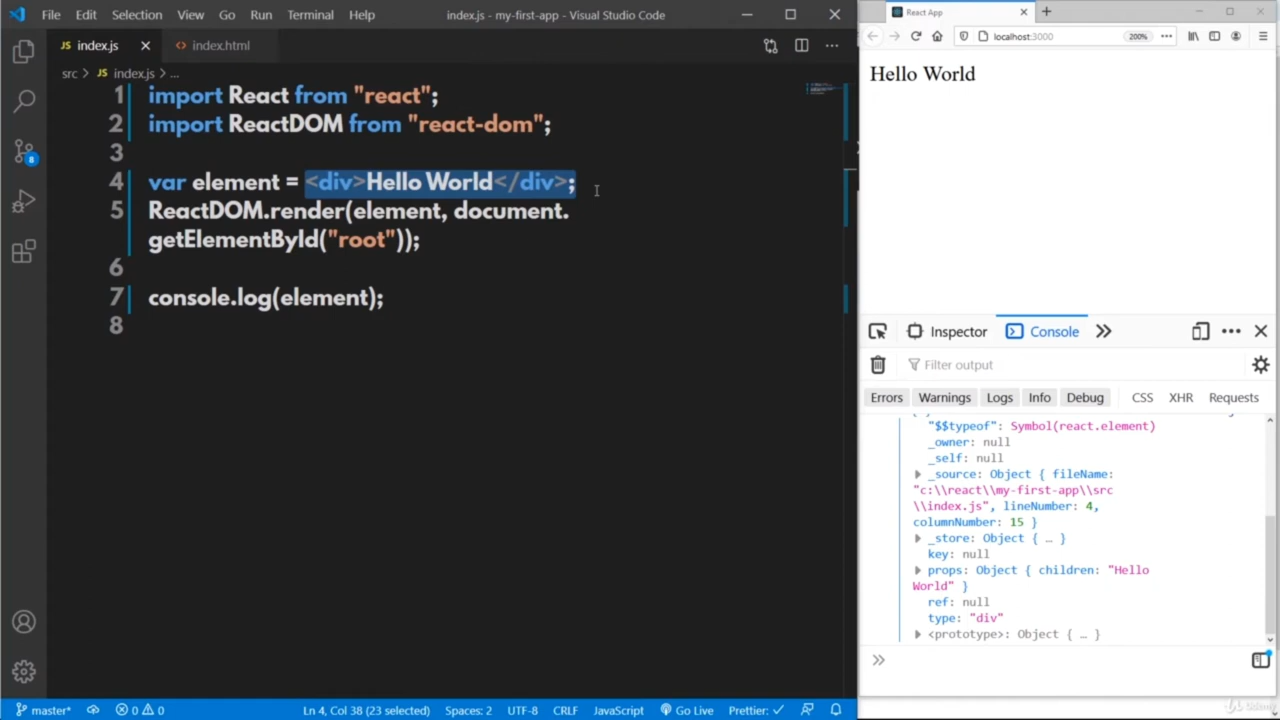 File Edit Selection View Go Run Terminal Help index.js - my-first-app - Visual Studio Code
JS index.js
<> index.html
src > JS index.js > ...
1 import React from "react";
2 import ReactDOM from "react-dom";
3
4 var element = <div>Hello World</div>;
5 ReactDOM.render(element, document.
getElementById("root"));
6
7 console.log(element);
8
8
master* 0 0 Ln 4, Col 38 (23 selected) Spaces: 2 UTF-8 CRLF JavaScript Go Live Prettier: ✓
React App
localhost:3000 200%
Hello World
Inspector Console
Filter output
Errors Warnings Logs Info Debug CSS XHR Requests
"$$typeof": Symbol(react.element)
_owner: null
_self: null
_source: Object { fileName:
"c:\\react\\my-first-app\\src
\\index.js", lineNumber: 4,
columnNumber: 15 }
_store: Object { … }
key: null
props: Object { children: "Hello
World" }
ref: null
type: "div"
<prototype>: Object { … }
Udemy